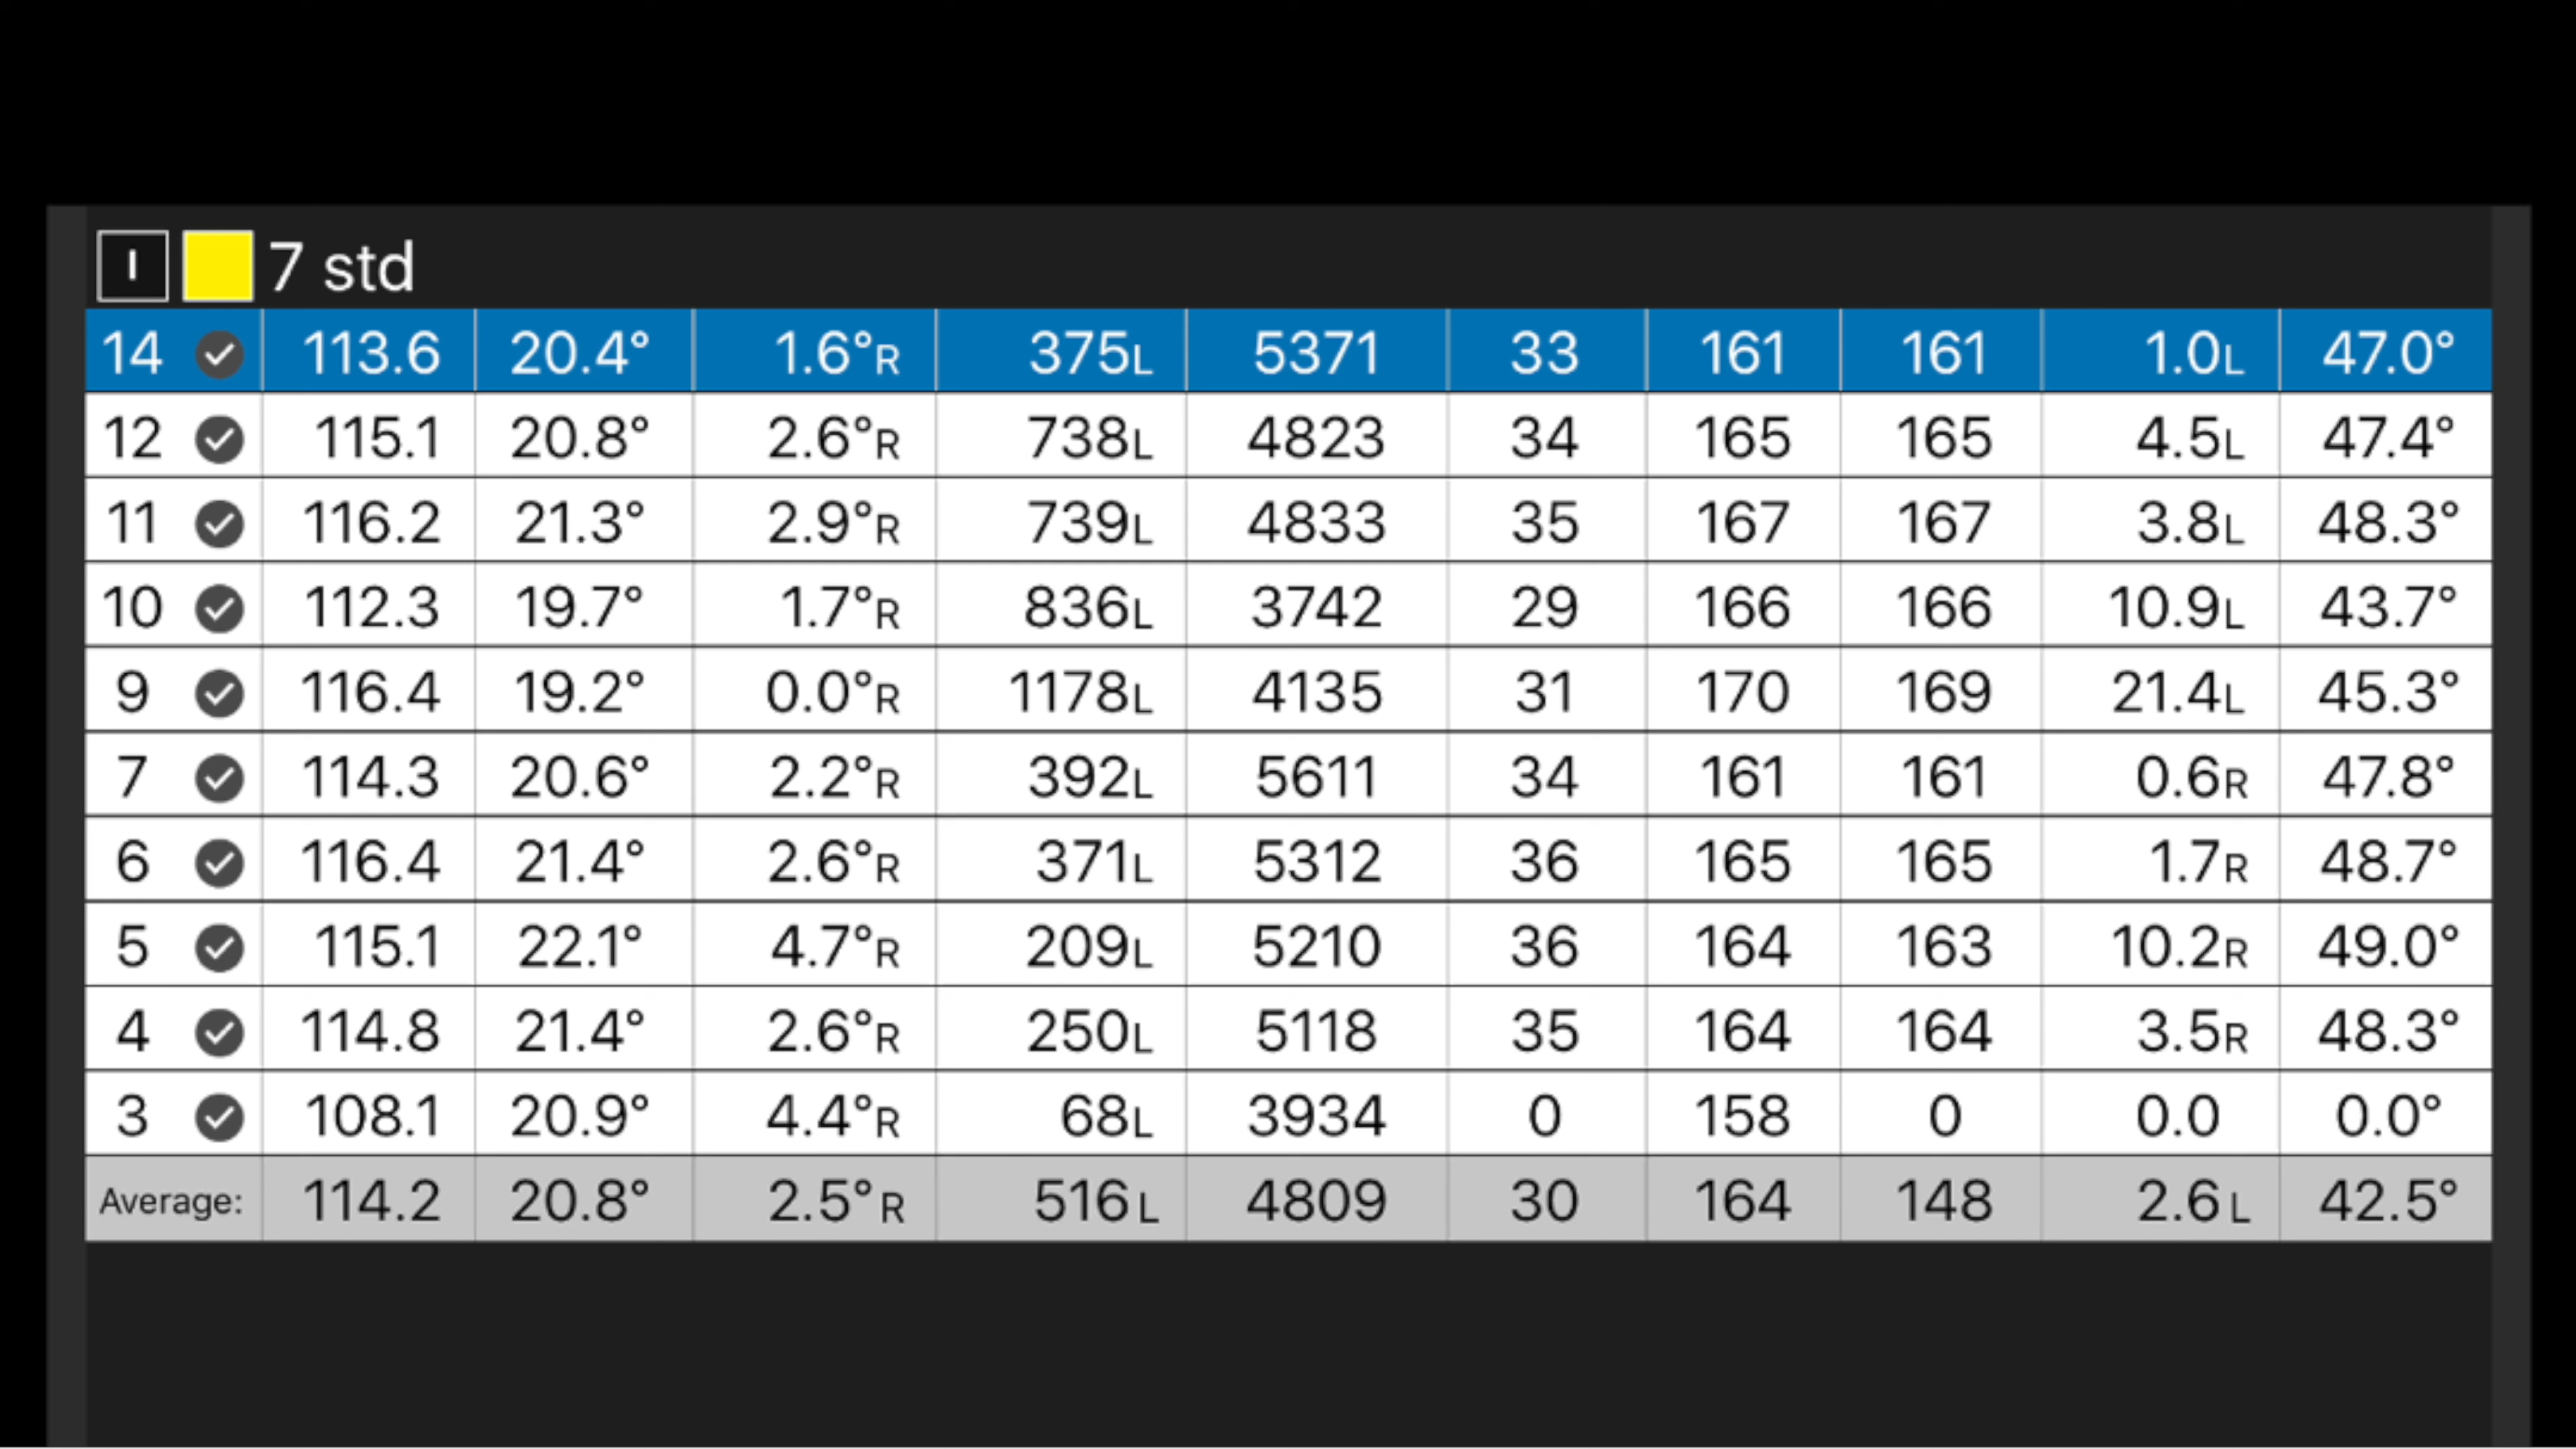 I 7 std
14 113.6 20.4° 1.6°R 375L 5371 33 161 161 1.0L 47.0°
12 115.1 20.8° 2.6°R 738L 4823 34 165 165 4.5L 47.4°
11 116.2 21.3° 2.9°R 739L 4833 35 167 167 3.8L 48.3°
10 112.3 19.7° 1.7°R 836L 3742 29 166 166 10.9L 43.7°
9 116.4 19.2° 0.0°R 1178L 4135 31 170 169 21.4L 45.3°
7 114.3 20.6° 2.2°R 392L 5611 34 161 161 0.6R 47.8°
6 116.4 21.4° 2.6°R 371L 5312 36 165 165 1.7R 48.7°
5 115.1 22.1° 4.7°R 209L 5210 36 164 163 10.2R 49.0°
4 114.8 21.4° 2.6°R 250L 5118 35 164 164 3.5R 48.3°
3 108.1 20.9° 4.4°R 68L 3934 0 158 0 0.0 0.0°
Average: 114.2 20.8° 2.5°R 516L 4809 30 164 148 2.6L 42.5°